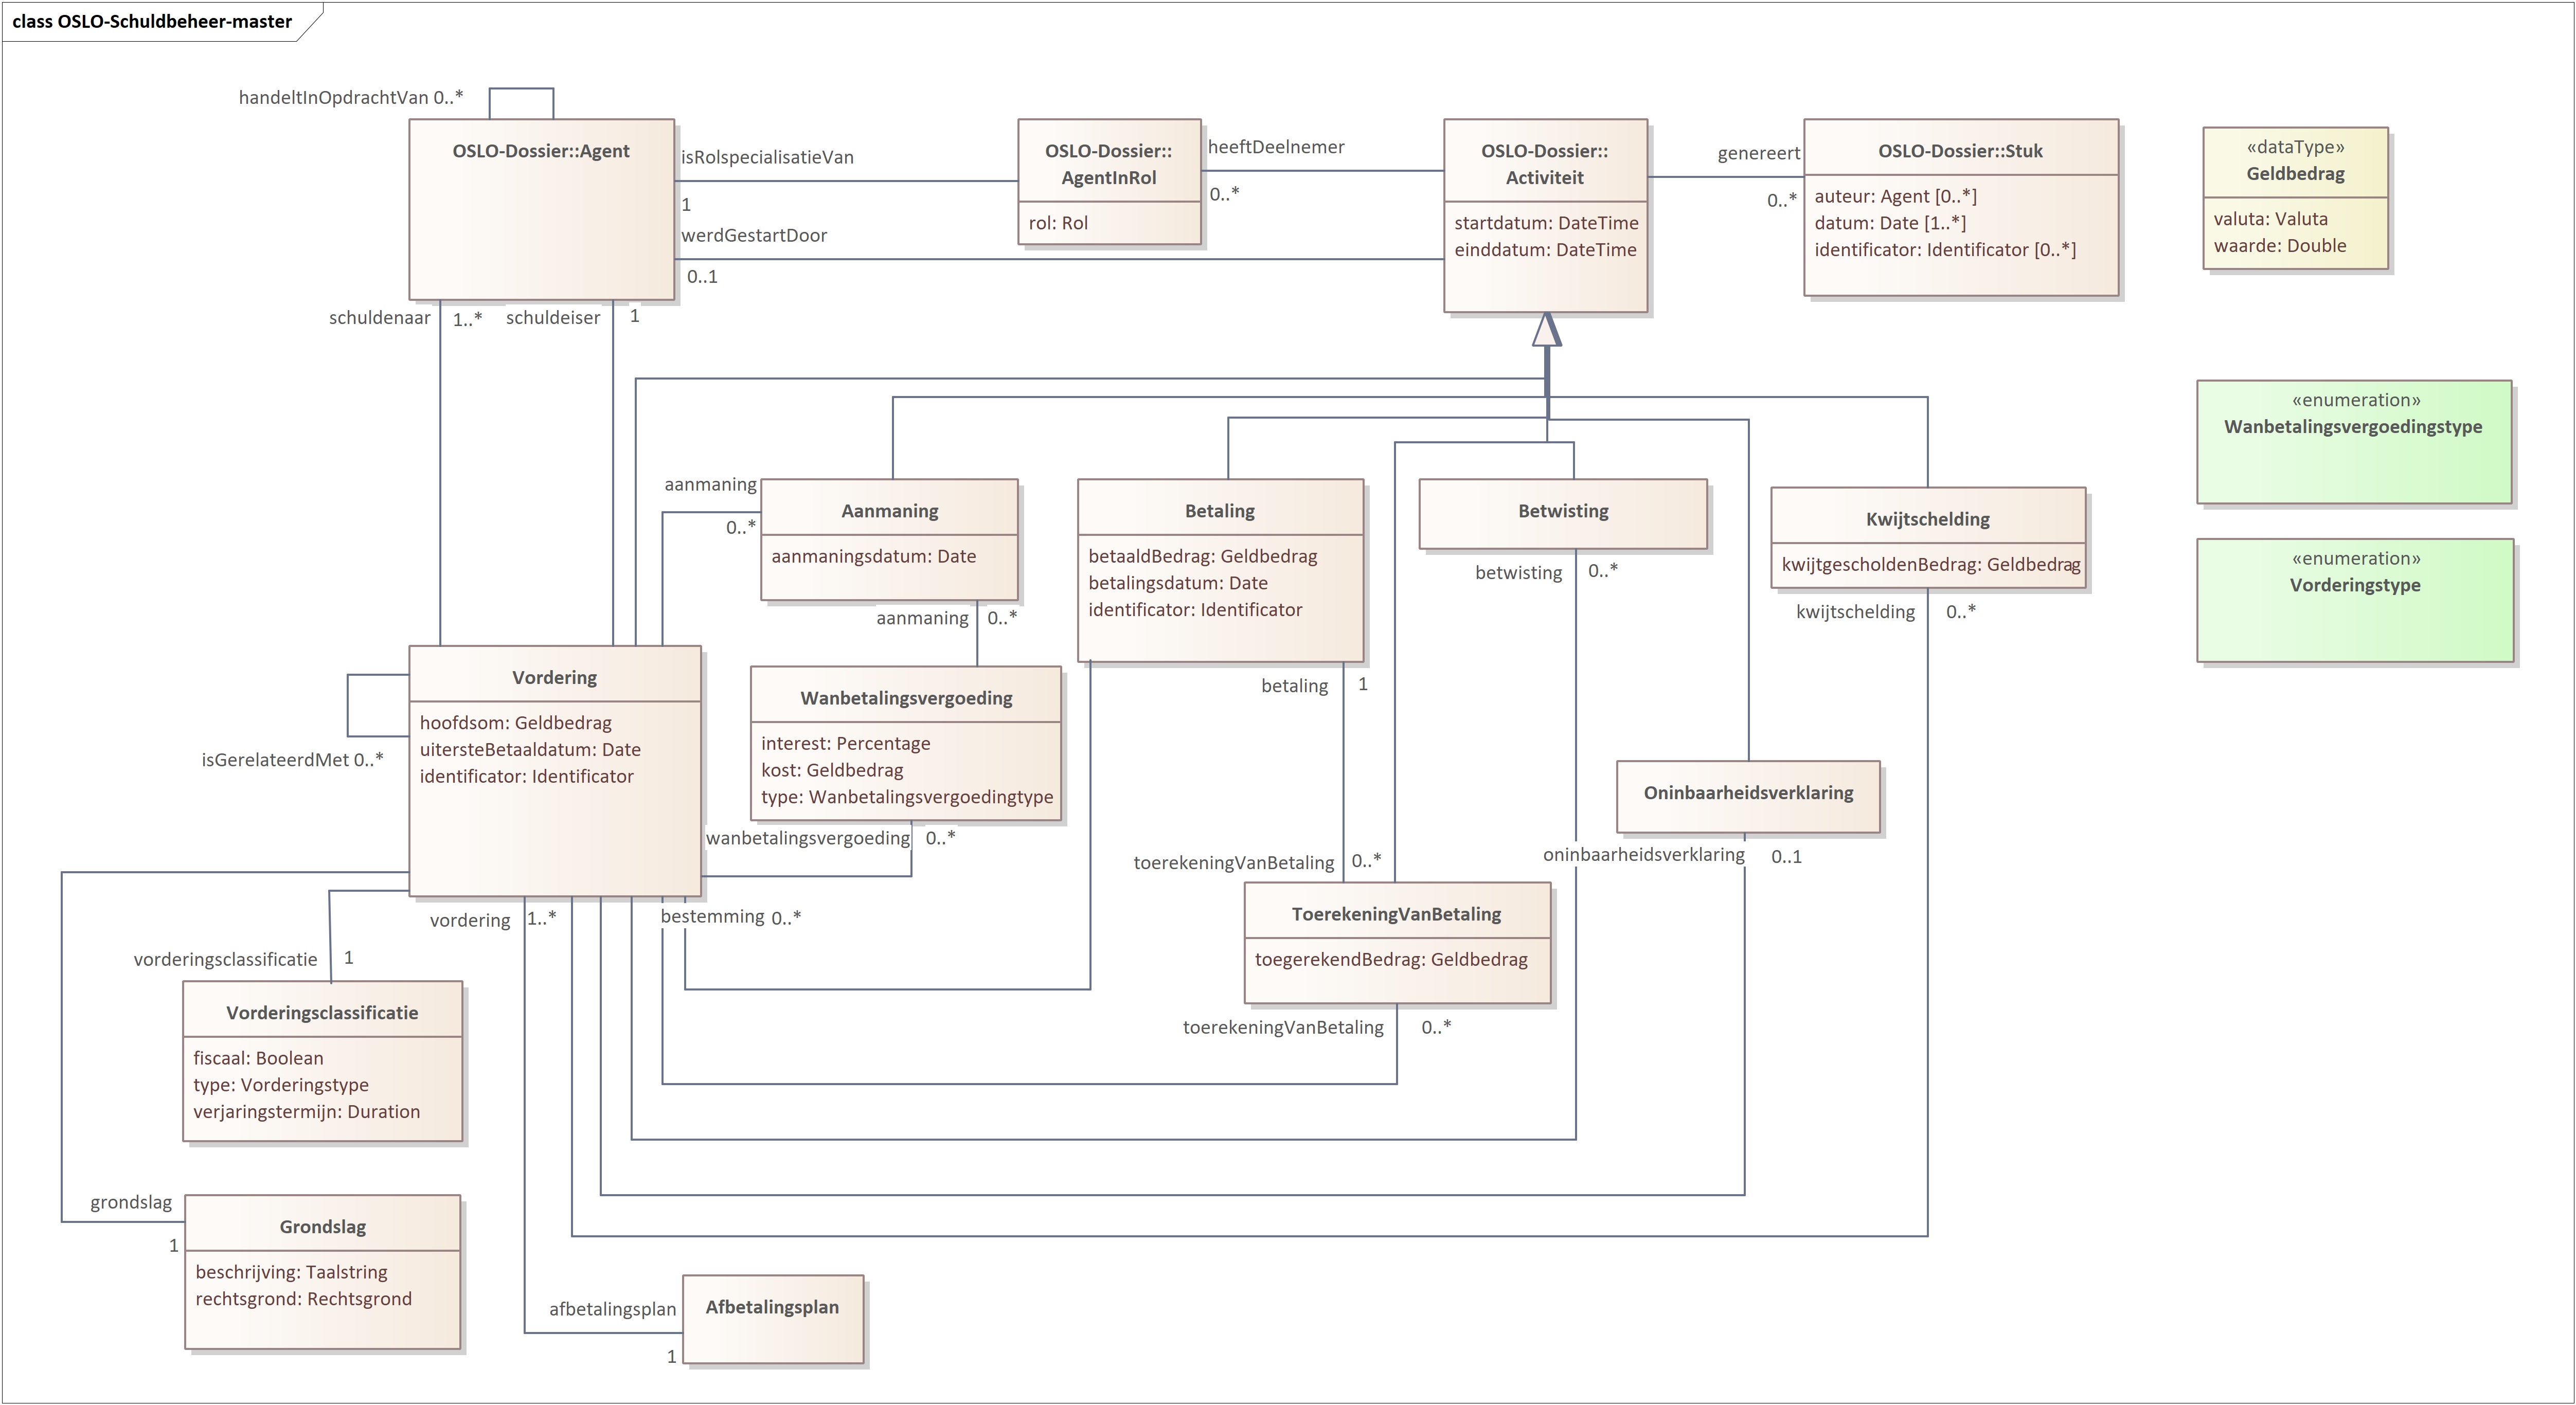 class OSLO-Schuldbeheer-master
handeltInOpdrachtVan 0..*
OSLO-Dossier::Agent
isRolspecialisatieVan
1
werdGestartDoor
0..1
OSLO-Dossier::
AgentInRol
rol: Rol
heeftDeelnemer
0..*
OSLO-Dossier::
Activiteit
startdatum: DateTime
einddatum: DateTime
genereert
0..*
OSLO-Dossier::Stuk
auteur: Agent [0..*]
datum: Date [1..*]
identificator: Identificator [0..*]
«dataType»
Geldbedrag
valuta: Valuta
waarde: Double
schuldenaar 1..*
schuldeiser 1
«enumeration»
Wanbetalingsvergoedingstype
«enumeration»
Vorderingstype
aanmaning
0..*
Aanmaning
aanmaningsdatum: Date
aanmaning 0..*
Betaling
betaaldBedrag: Geldbedrag
betalingsdatum: Date
identificator: Identificator
betaling 1
Betwisting
betwisting 0..*
Kwijtschelding
kwijtgescholdenBedrag: Geldbedrag
kwijtschelding 0..*
Vordering
hoofdsom: Geldbedrag
uitersteBetaaldatum: Date
identificator: Identificator
isGerelateerdMet 0..*
Wanbetalingsvergoeding
interest: Percentage
kost: Geldbedrag
type: Wanbetalingsvergoedingtype
wanbetalingsvergoeding 0..*
Oninbaarheidsverklaring
oninbaarheidsverklaring 0..1
toerekeningVanBetaling 0..*
ToerekeningVanBetaling
toegerekendBedrag: Geldbedrag
toerekeningVanBetaling 0..*
vordering 1..*
bestemming 0..*
vorderingsclassificatie 1
Vorderingsclassificatie
fiscaal: Boolean
type: Vorderingstype
verjaringstermijn: Duration
grondslag
1
Grondslag
beschrijving: Taalstring
rechtsgrond: Rechtsgrond
afbetalingsplan
1
Afbetalingsplan